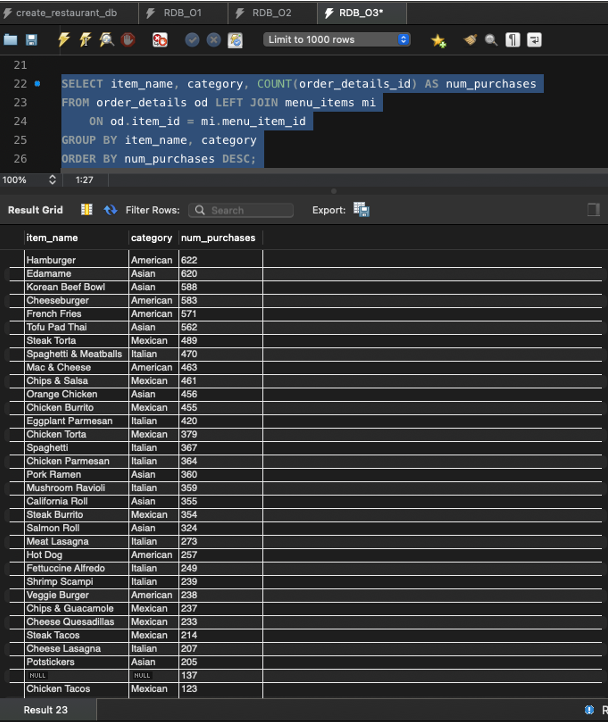 create_restaurant_db RDB_01 RDB_02 RDB_03*
Limit to 1000 rows
21
22 SELECT item_name, category, COUNT(order_details_id) AS num_purchases
23 FROM order_details od LEFT JOIN menu_items mi
24 ON od.item_id = mi.menu_item_id
25 GROUP BY item_name, category
26 ORDER BY num_purchases DESC;
100% 1:27
Result Grid Filter Rows: Search Export:
item_name category num_purchases
Hamburger American 622
Edamame Asian 620
Korean Beef Bowl Asian 588
Cheeseburger American 583
French Fries American 571
Tofu Pad Thai Asian 562
Steak Torta Mexican 489
Spaghetti & Meatballs Italian 470
Mac & Cheese American 463
Chips & Salsa Mexican 461
Orange Chicken Asian 456
Chicken Burrito Mexican 455
Eggplant Parmesan Italian 420
Chicken Torta Mexican 379
Spaghetti Italian 367
Chicken Parmesan Italian 364
Pork Ramen Asian 360
Mushroom Ravioli Italian 359
California Roll Asian 355
Steak Burrito Mexican 354
Salmon Roll Asian 324
Meat Lasagna Italian 273
Hot Dog American 257
Fettuccine Alfredo Italian 249
Shrimp Scampi Italian 239
Veggie Burger American 238
Chips & Guacamole Mexican 237
Cheese Quesadillas Mexican 233
Steak Tacos Mexican 214
Cheese Lasagna Italian 207
Potstickers Asian 205
NULL NULL 137
Chicken Tacos Mexican 123
Result 23 R